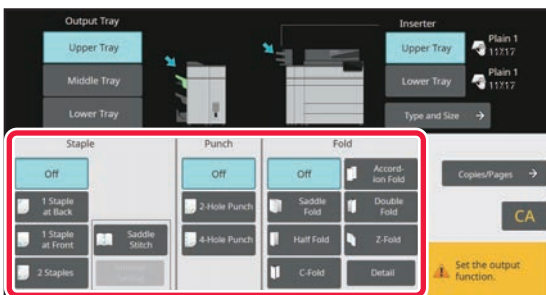 Output Tray
Inserter
Upper Tray
Middle Tray
Lower Tray
Upper Tray
Plain 1
11X17
Lower Tray
Plain 1
11X17
Type and Size
Staple
Off
1 Staple
at Back
1 Staple
at Front
2 Staples
Saddle
Stitch
Punch
Off
2-Hole Punch
4-Hole Punch
Fold
Off
Accord-
ion Fold
Saddle
Fold
Double
Fold
Half Fold
Z-Fold
C-Fold
Detail
Copies/Pages
CA
Set the output
function.